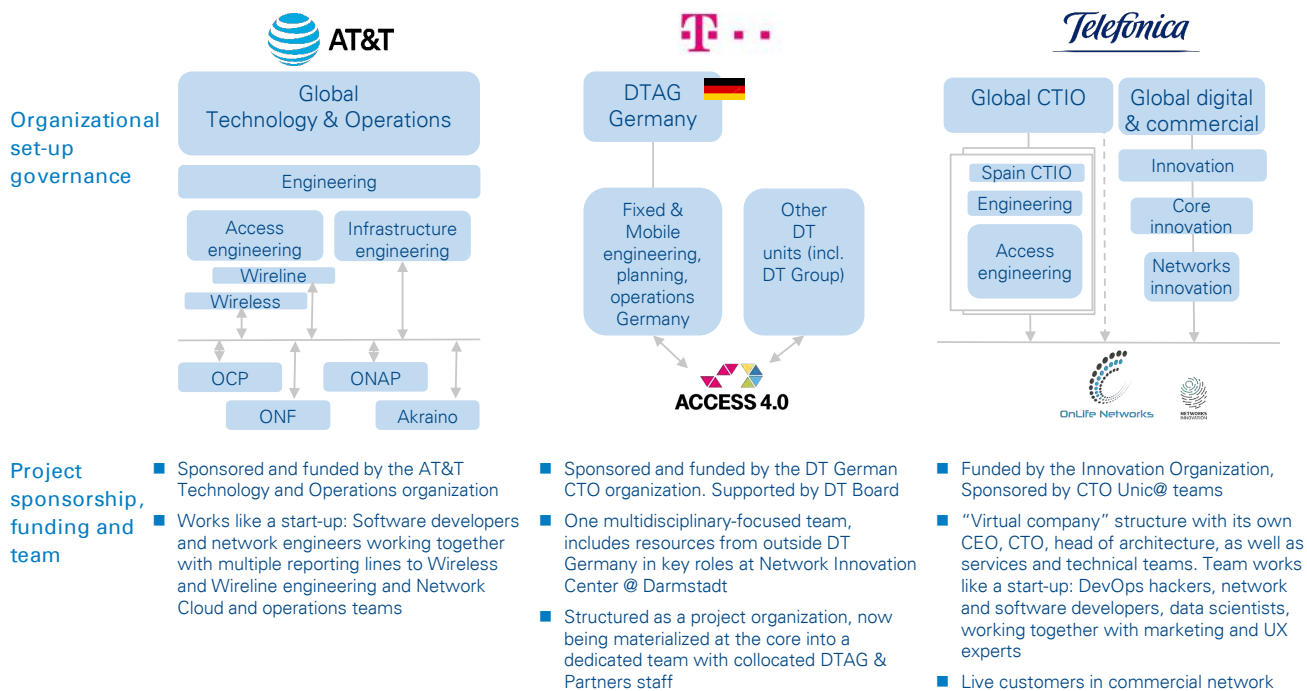 AT&T
Telefónica
Organizational
set-up
governance
Global
Technology & Operations
Engineering
Access
engineering
Infrastructure
engineering
Wireline
Wireless
OCP
ONAP
ONF
Akraino
DTAG
Germany
Fixed &
Mobile
engineering,
planning,
operations
Germany
Other
DT
units (incl.
DT Group)
ACCESS 4.0
Global CTIO
Global digital
& commercial
Spain CTIO
Engineering
Access
engineering
Innovation
Core
innovation
Networks
innovation
OnLife Networks
NETWORKS
INNOVATION
Project
sponsorship,
funding and
team
■ Sponsored and funded by the AT&T
Technology and Operations organization
■ Works like a start-up: Software developers
and network engineers working together
with multiple reporting lines to Wireless
and Wireline engineering and Network
Cloud and operations teams
■ Sponsored and funded by the DT German
CTO organization. Supported by DT Board
■ One multidisciplinary-focused team,
includes resources from outside DT
Germany in key roles at Network Innovation
Center @ Darmstadt
■ Structured as a project organization, now
being materialized at the core into a
dedicated team with collocated DTAG &
Partners staff
■ Funded by the Innovation Organization,
Sponsored by CTO Unic@ teams
■ “Virtual company” structure with its own
CEO, CTO, head of architecture, as well as
services and technical teams. Team works
like a start-up: DevOps hackers, network
and software developers, data scientists,
working together with marketing and UX
experts
■ Live customers in commercial network